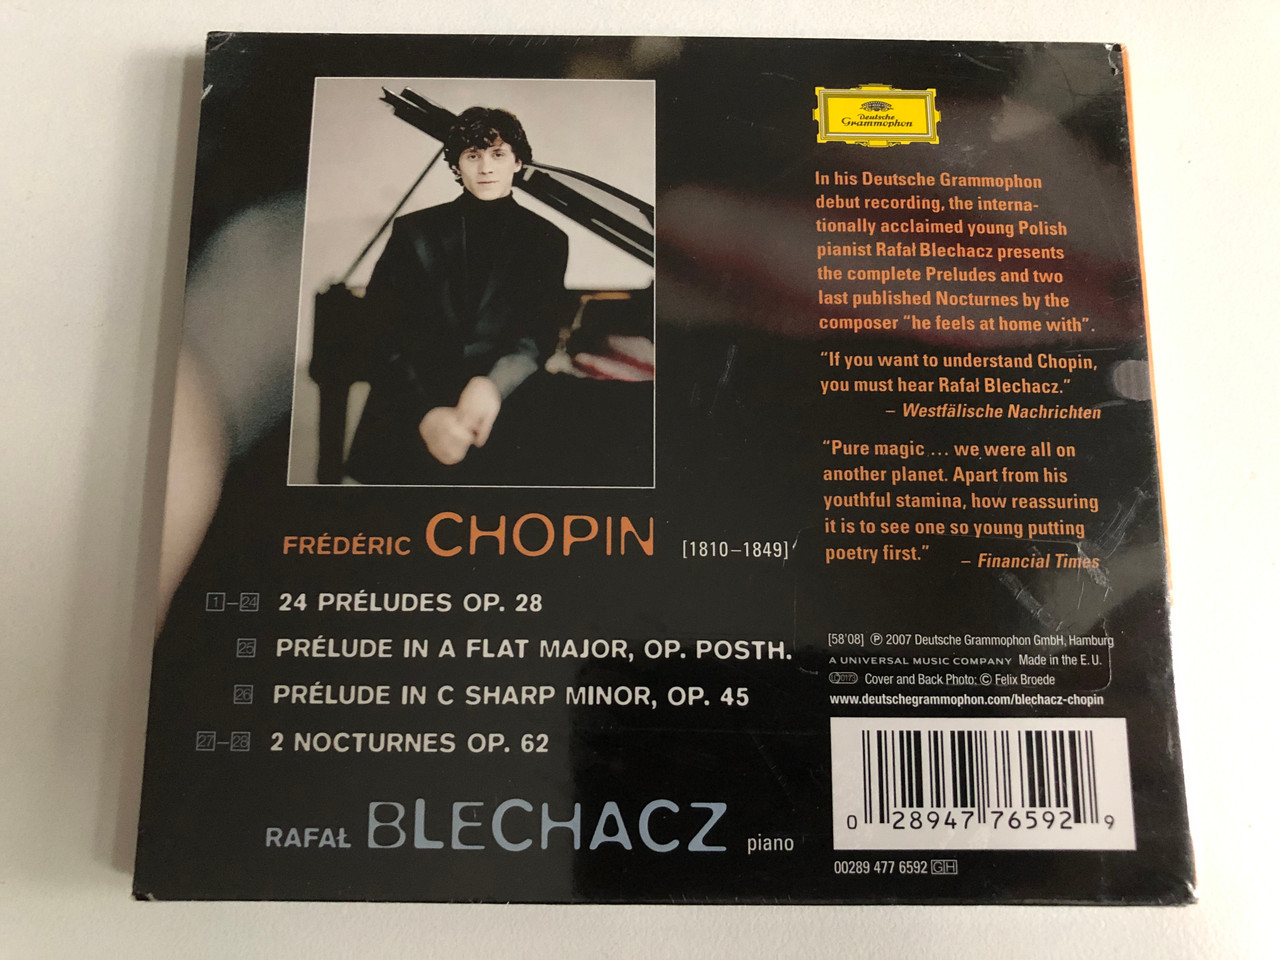 Deutsche
Grammophon
In his Deutsche Grammophon
debut recording, the interna-
tionally acclaimed young Polish
pianist Rafał Blechacz presents
the complete Preludes and two
last published Nocturnes by the
composer “he feels at home with”.
“If you want to understand Chopin,
you must hear Rafał Blechacz.”
– Westfälische Nachrichten
“Pure magic … we were all on
another planet. Apart from his
youthful stamina, how reassuring
it is to see one so young putting
poetry first.”
– Financial Times
FRÉDÉRIC CHOPIN [1810–1849]
1–24 24 PRÉLUDES OP. 28
25 PRÉLUDE IN A FLAT MAJOR, OP. POSTH.
26 PRÉLUDE IN C SHARP MINOR, OP. 45
27–28 2 NOCTURNES OP. 62
RAFAŁ BLECHACZ piano
[58'08] Ⓟ 2007 Deutsche Grammophon GmbH, Hamburg
A UNIVERSAL MUSIC COMPANY Made in the E. U.
LC 0173 Cover and Back Photo: © Felix Broede
www.deutschegrammophon.com/blechacz-chopin
0 28947 76592 9
00289 477 6592 GH